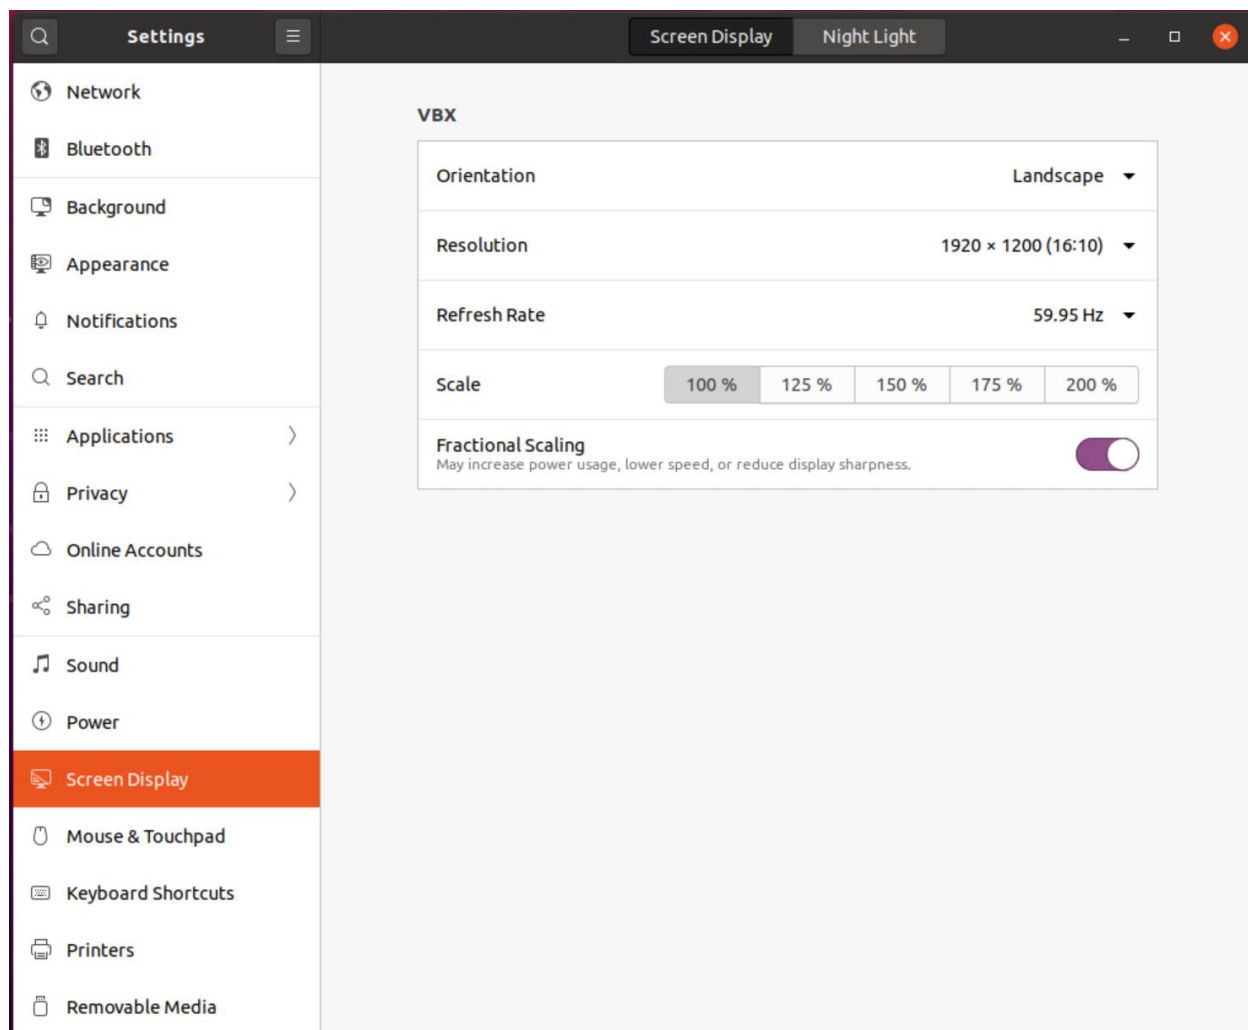 Settings
Screen Display
Night Light
Network
Bluetooth
Background
Appearance
Notifications
Search
Applications
Privacy
Online Accounts
Sharing
Sound
Power
Screen Display
Mouse & Touchpad
Keyboard Shortcuts
Printers
Removable Media
VBX
Orientation Landscape
Resolution 1920 × 1200 (16:10)
Refresh Rate 59.95 Hz
Scale 100 % 125 % 150 % 175 % 200 %
Fractional Scaling
May increase power usage, lower speed, or reduce display sharpness.